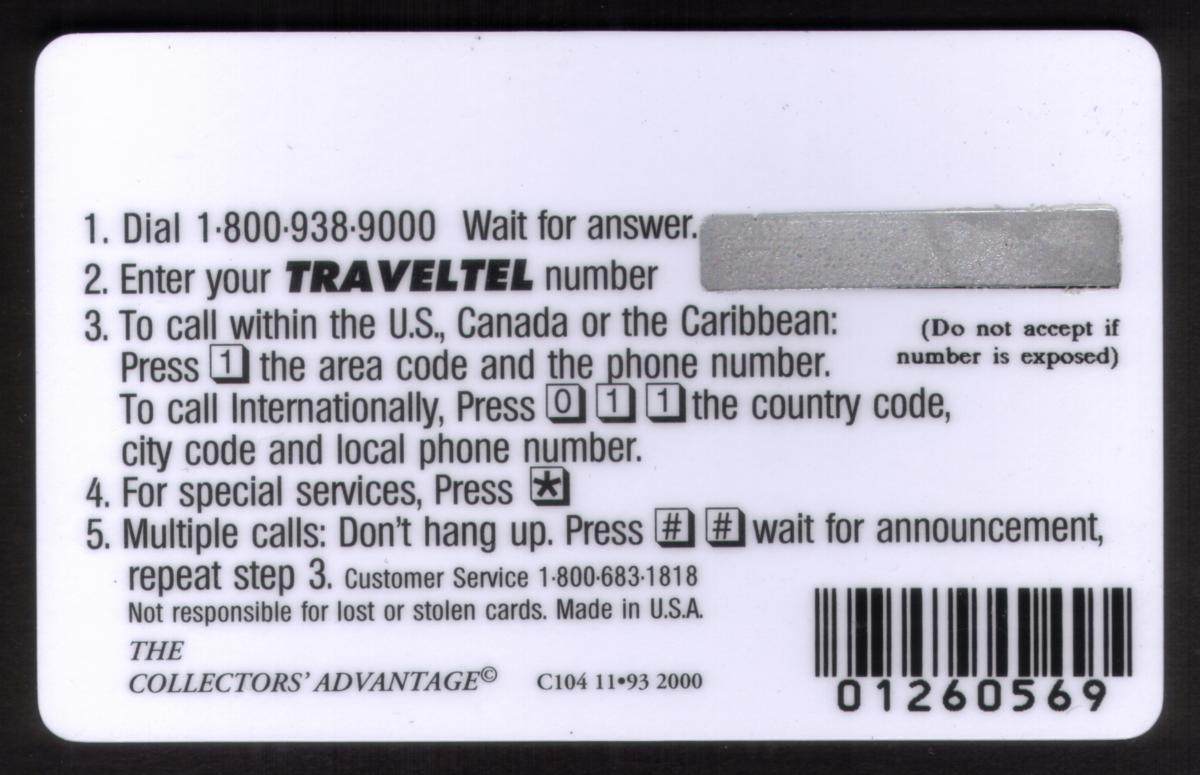 1. Dial 1·800·938·9000 Wait for answer.
2. Enter your TRAVELTEL number
3. To call within the U.S., Canada or the Caribbean:
(Do not accept if
number is exposed)
Press 1 the area code and the phone number.
To call Internationally, Press 0 1 1 the country code,
city code and local phone number.
4. For special services, Press *
5. Multiple calls: Don't hang up. Press # # wait for announcement,
repeat step 3. Customer Service 1·800·683·1818
Not responsible for lost or stolen cards. Made in U.S.A.
THE
COLLECTORS' ADVANTAGE©
C104 11•93 2000
01260569